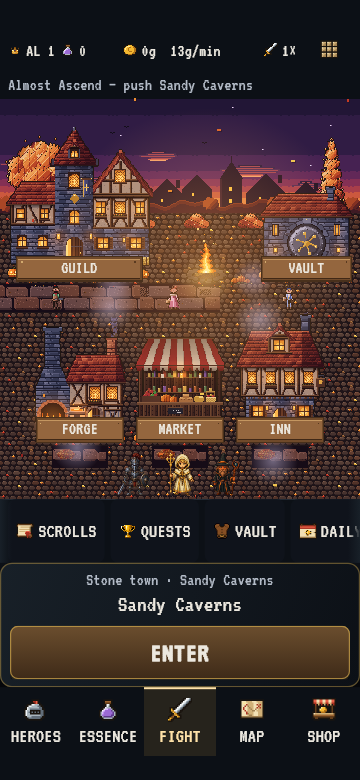 AL 1 0 0g 13g/min 1X
Almost Ascend – push Sandy Caverns
GUILD VAULT
FORGE MARKET INN
SCROLLS QUESTS VAULT DAILY
Stone town · Sandy Caverns
Sandy Caverns
ENTER
HEROES ESSENCE FIGHT MAP SHOP